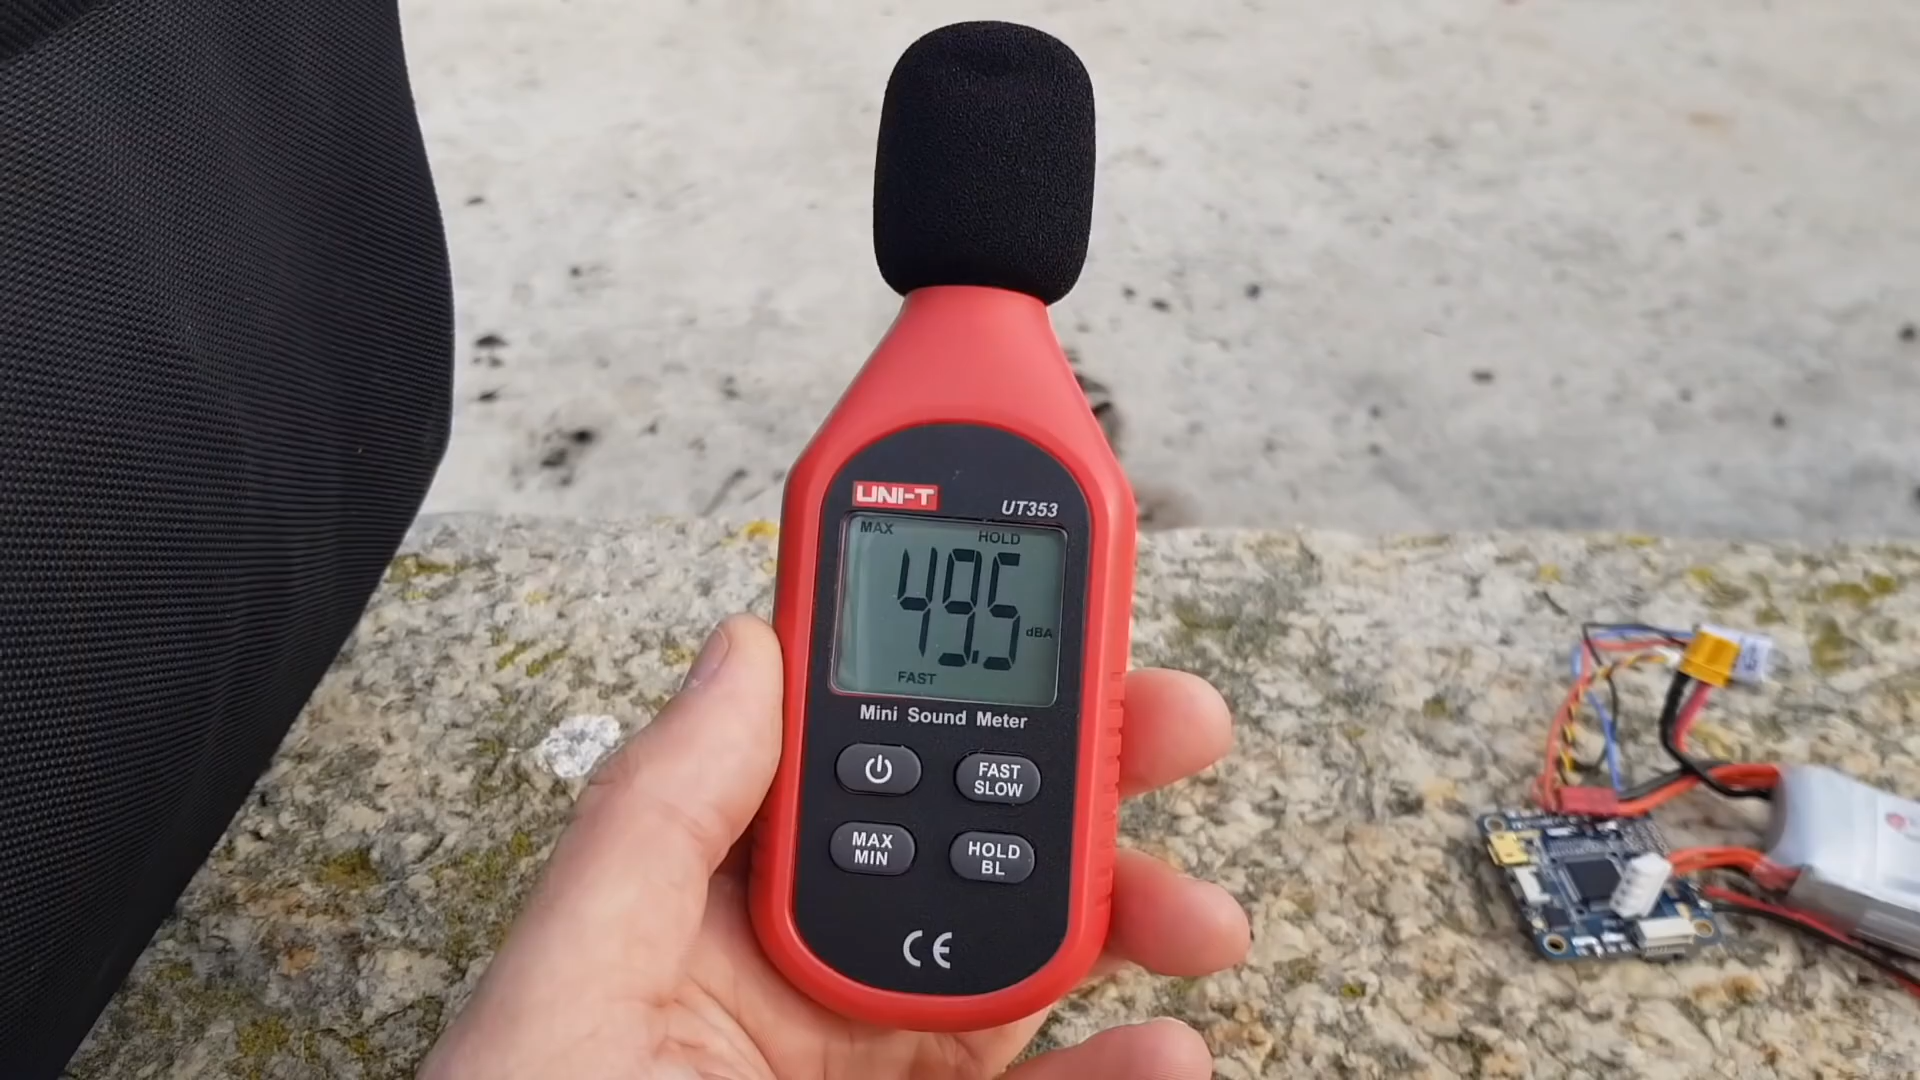 UNI-T
UT353
MAX
HOLD
49.5
dBA
FAST
Mini Sound Meter
FAST
SLOW
MAX
MIN
HOLD
BL
CE